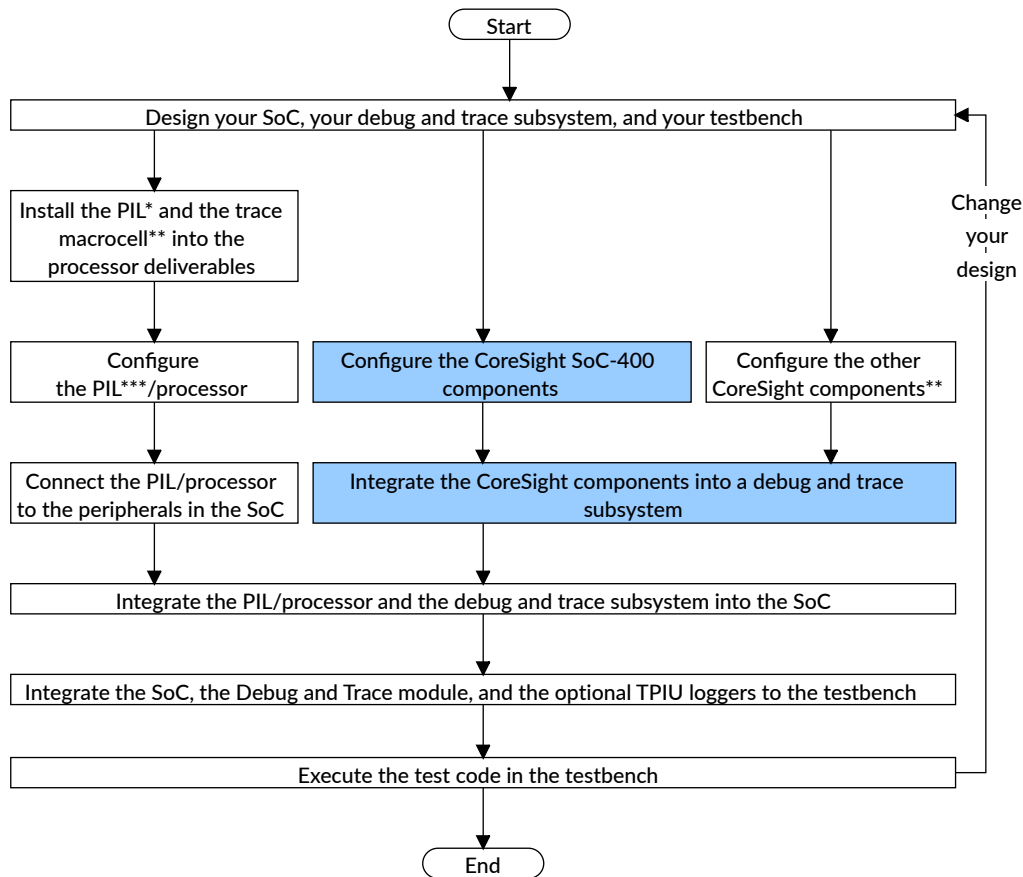 Start
Design your SoC, your debug and trace subsystem, and your testbench
Install the PIL* and the trace
macrocell** into the
processor deliverables
Change
your
design
Configure
the PIL***/processor
Configure the CoreSight SoC-400
components
Configure the other
CoreSight components**
Connect the PIL/processor
to the peripherals in the SoC
Integrate the CoreSight components into a debug and trace
subsystem
Integrate the PIL/processor and the debug and trace subsystem into the SoC
Integrate the SoC, the Debug and Trace module, and the optional TPIU loggers to the testbench
Execute the test code in the testbench
End